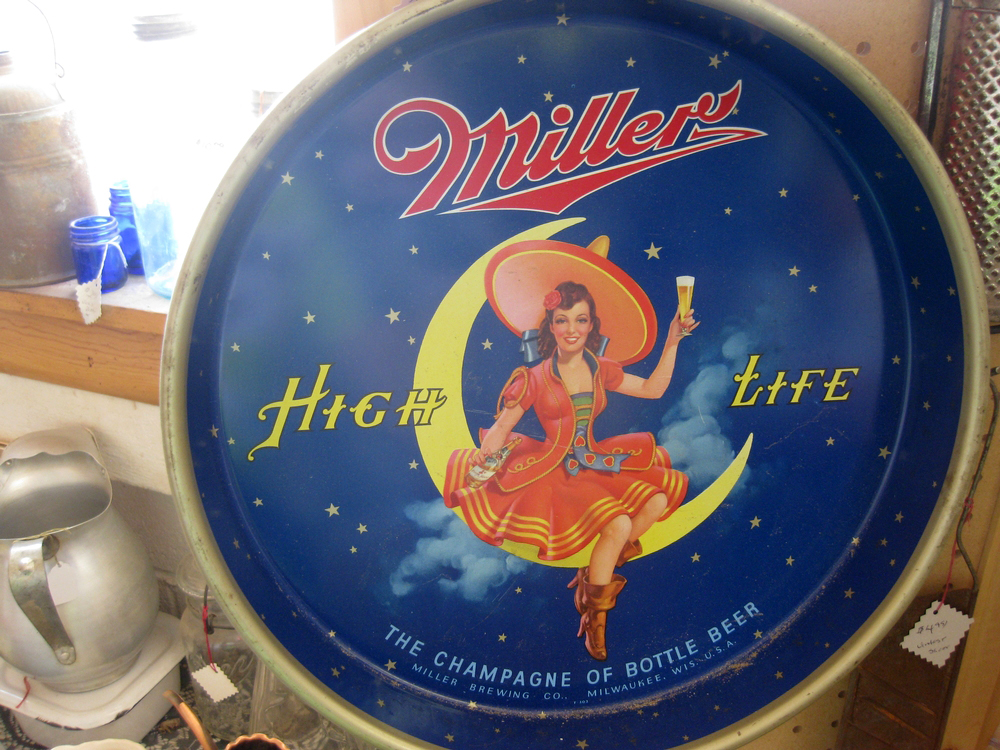 Miller
HIGH LIFE
THE CHAMPAGNE OF BOTTLE BEER
MILLER BREWING CO., MILWAUKEE, WIS. U.S.A.